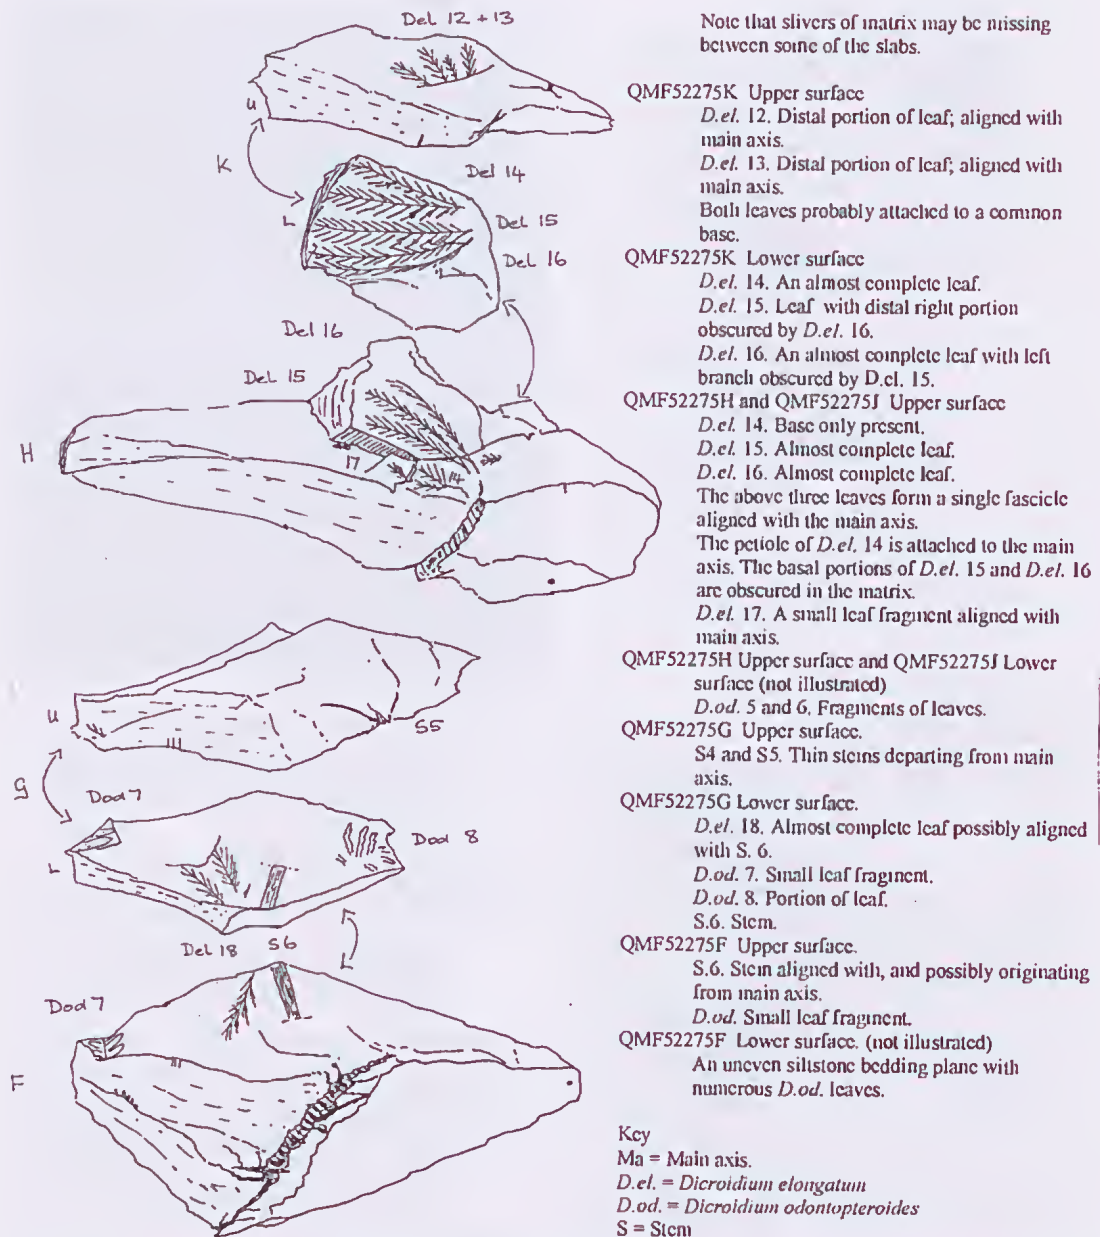 Del 12 + 13
U
K
Del 14
L
Del 15
Del 16
Del 16
Del 15
H
17
14
U
S5
G
Dod 7
Dod 8
L
Del 18 S6
Dod 7
F
Note that slivers of matrix may be missing
between some of the slabs.
QMF52275K Upper surface
D.el. 12. Distal portion of leaf; aligned with
main axis.
D.el. 13. Distal portion of leaf; aligned with
main axis.
Both leaves probably attached to a common
base.
QMF52275K Lower surface
D.el. 14. An almost complete leaf.
D.el. 15. Leaf with distal right portion
obscured by D.el. 16.
D.el. 16. An almost complete leaf with left
branch obscured by D.el. 15.
QMF52275H and QMF52275J Upper surface
D.el. 14. Base only present.
D.el. 15. Almost complete leaf.
D.el. 16. Almost complete leaf.
The above three leaves form a single fascicle
aligned with the main axis.
The petiole of D.el. 14 is attached to the main
axis. The basal portions of D.el. 15 and D.el. 16
are obscured in the matrix.
D.el. 17. A small leaf fragment aligned with
main axis.
QMF52275H Upper surface and QMF52275J Lower
surface (not illustrated)
D.od. 5 and 6, Fragments of leaves.
QMF52275G Upper surface.
S4 and S5. Thin stems departing from main
axis.
QMF52275G Lower surface.
D.el. 18. Almost complete leaf possibly aligned
with S. 6.
D.od. 7. Small leaf fragment.
D.od. 8. Portion of leaf.
S.6. Stem.
QMF52275F Upper surface.
S.6. Stem aligned with, and possibly originating
from main axis.
D.od. Small leaf fragment.
QMF52275F Lower surface. (not illustrated)
An uneven siltstone bedding plane with
numerous D.od. leaves.
Key
Ma = Main axis.
D.el. = Dicroidium elongatum
D.od. = Dicroidium odontopteroides
S = Stem